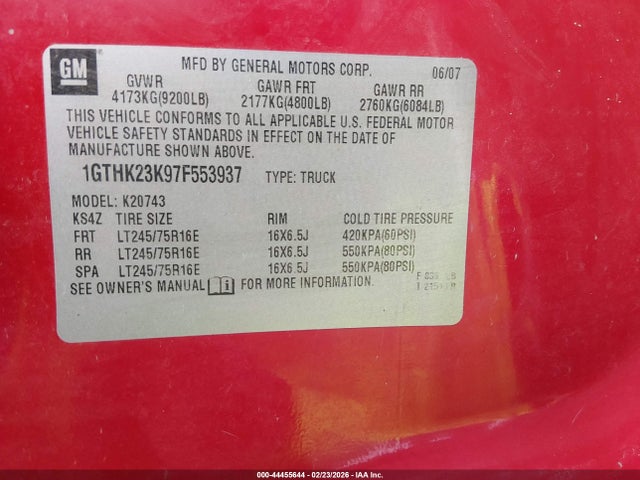 GM
MFD BY GENERAL MOTORS CORP. 06/07
GVWR GAWR FRT GAWR RR
4173KG(9200LB) 2177KG(4800LB) 2760KG(6084LB)
THIS VEHICLE CONFORMS TO ALL APPLICABLE U.S. FEDERAL MOTOR
VEHICLE SAFETY STANDARDS IN EFFECT ON THE DATE OF
MANUFACTURE SHOWN ABOVE.
1GTHK23K97F553937 TYPE: TRUCK
MODEL: K20743
KS4Z TIRE SIZE RIM COLD TIRE PRESSURE
FRT LT245/75R16E 16X6.5J 420KPA(60PSI)
RR LT245/75R16E 16X6.5J 550KPA(80PSI)
SPA LT245/75R16E 16X6.5J 550KPA(80PSI)
SEE OWNER'S MANUAL i FOR MORE INFORMATION.
000-44455644 | 02/23/2026 | IAA Inc.